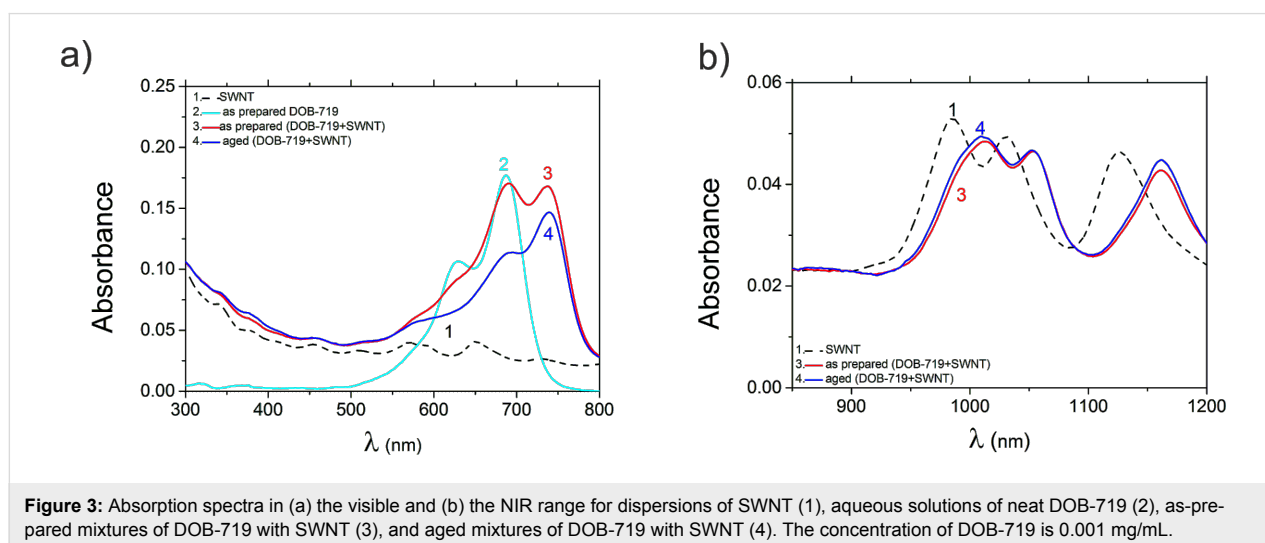 a)
0.25
0.20
0.15
0.10
0.05
0.00
Absorbance
1. SWNT
2. as prepared DOB-719
3. as prepared (DOB-719+SWNT)
4. aged (DOB-719+SWNT)
2
3
4
1
300 400 500 600 700 800
λ (nm)
b)
0.06
0.04
0.02
0.00
Absorbance
1
4
3
1. SWNT
3. as prepared (DOB-719+SWNT)
4. aged (DOB-719+SWNT)
900 1000 1100 1200
λ (nm)
Figure 3: Absorption spectra in (a) the visible and (b) the NIR range for dispersions of SWNT (1), aqueous solutions of neat DOB-719 (2), as-pre-
pared mixtures of DOB-719 with SWNT (3), and aged mixtures of DOB-719 with SWNT (4). The concentration of DOB-719 is 0.001 mg/mL.